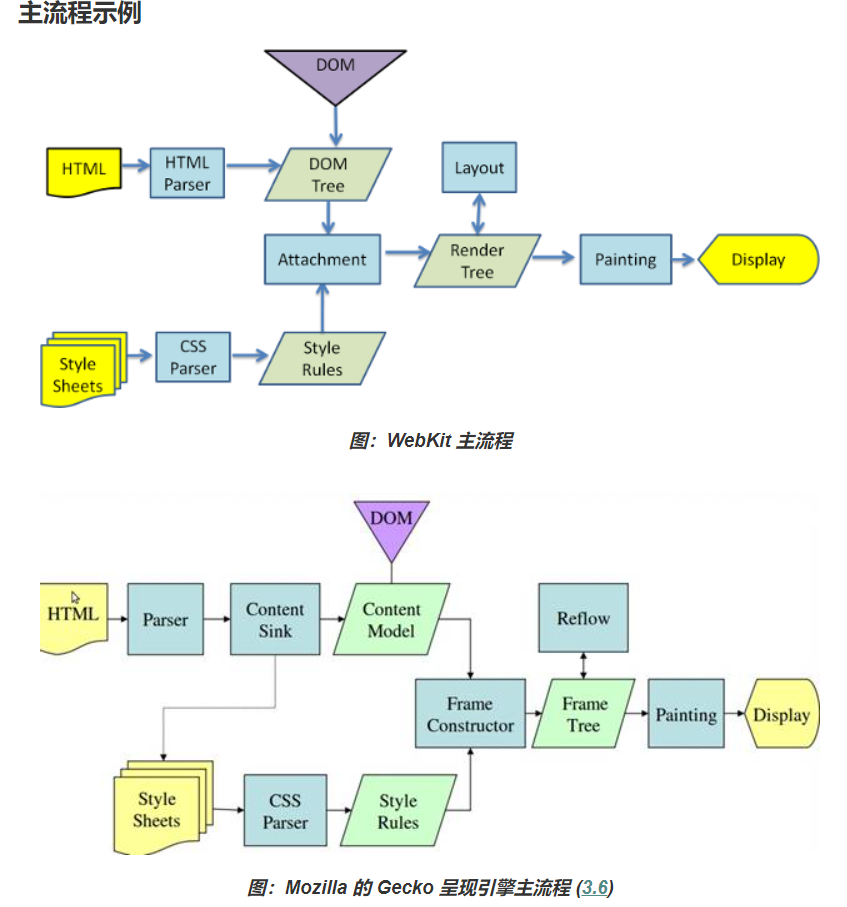 主流程示例
DOM
HTML
HTML
Parser
DOM
Tree
Layout
Attachment
Render
Tree
Painting
Display
Style
Sheets
CSS
Parser
Style
Rules
图：WebKit 主流程
DOM
HTML
Parser
Content
Sink
Content
Model
Reflow
Frame
Constructor
Frame
Tree
Painting
Display
Style
Sheets
CSS
Parser
Style
Rules
图：Mozilla 的 Gecko 呈现引擎主流程 (3.6)